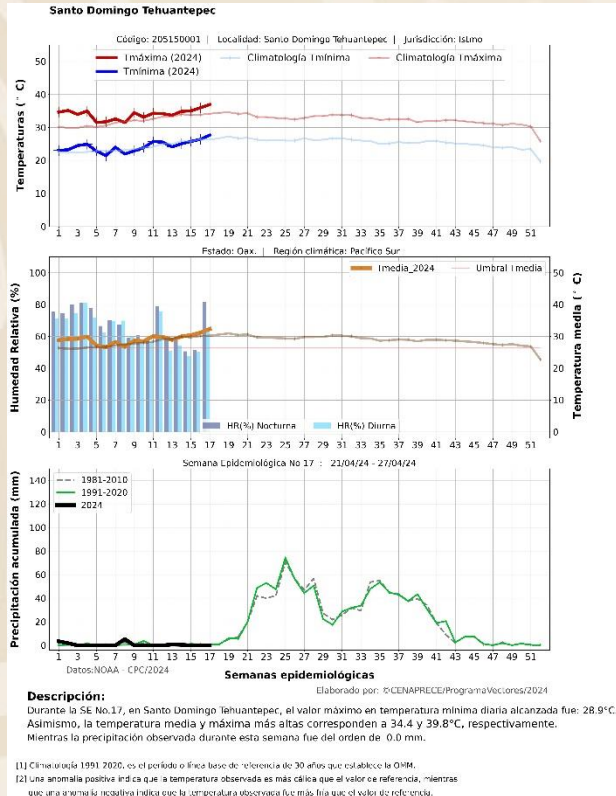 Santo Domingo Tehuantepec
Código: 205150001 | Localidad: Santo Domingo Tehuantepec | Jurisdicción: Istmo
Tmáxima (2024) Climatología Tmínima Climatología Tmáxima
Tmínima (2024)
Temperaturas (° C)
50
40
30
20
10
0
1 3 5 7 9 11 13 15 17 19 21 23 25 27 29 31 33 35 37 39 41 43 45 47 49 51
Estado: Oax. | Región climática: Pacífico Sur
Tmedia_2024 Umbral Tmedia
Humedad Relativa (%)
100
80
60
40
20
0
Temperatura media (° C)
50
40
30
20
10
0
HR(%) Nocturna HR(%) Diurna
1 3 5 7 9 11 13 15 17 19 21 23 25 27 29 31 33 35 37 39 41 43 45 47 49 51
Semana Epidemiológica No 17 : 21/04/24 - 27/04/24
Precipitación acumulada (mm)
140
120
100
80
60
40
20
0
1981-2010
1991-2020
2024
1 3 5 7 9 11 13 15 17 19 21 23 25 27 29 31 33 35 37 39 41 43 45 47 49 51
Datos:NOAA - CPC/2024
Semanas epidemiológicas
Elaborado por: ©CENAPRECE/ProgramaVectores/2024
Descripción:
Durante la SE No.17, en Santo Domingo Tehuantepec, el valor máximo en temperatura mínima diaria alcanzada fue: 28.9°C
Asimismo, la temperatura media y máxima más altas corresponden a 34.4 y 39.8°C, respectivamente.
Mientras la precipitación observada durante esta semana fue del orden de 0.0 mm.
[1] Climatología 1991 2020, es el período o línea base de referencia de 30 años que establece la OMM.
[2] Una anomalía positiva indica que la temperatura observada es más cálica que el valor de referencia, mientras
que una anomalía negativa indica que la temperatura observada fue más fría que el valor de referencia.